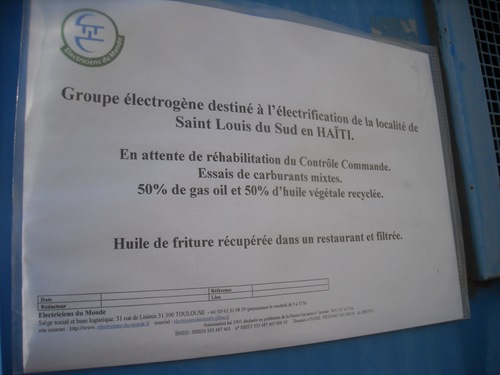 Electriciens du Monde
Groupe électrogène destiné à l'électrification de la localité de
Saint Louis du Sud en HAÏTI.
En attente de réhabilitation du Contrôle Commande.
Essais de carburants mixtes.
50% de gas oil et 50% d'huile végétale recyclée.
Huile de friture récupérée dans un restaurant et filtrée.
Date Référence
Rédacteur Lieu
Electriciens du Monde
Siège social et base logistique: 31 rue de 31 300 TOULOUSE
site internet